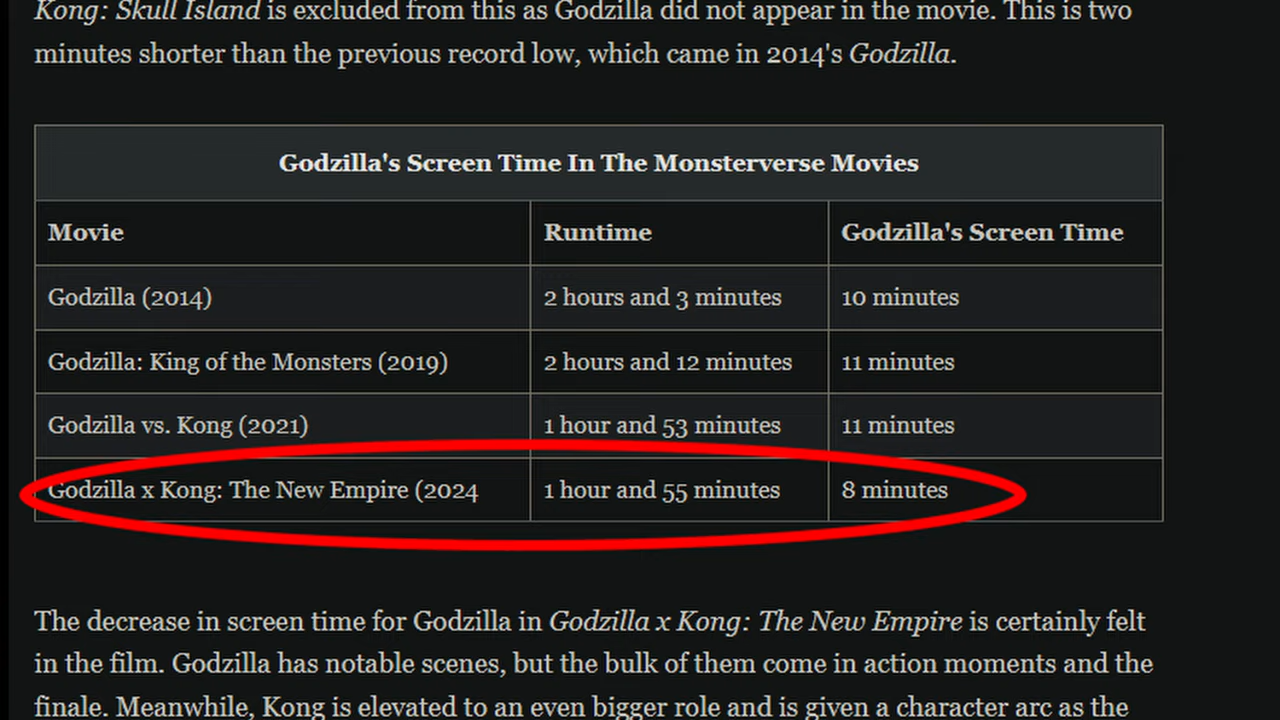 Kong: Skull Island is excluded from this as Godzilla did not appear in the movie. This is two
minutes shorter than the previous record low, which came in 2014's Godzilla.
Godzilla's Screen Time In The Monsterverse Movies
Movie Runtime Godzilla's Screen Time
Godzilla (2014) 2 hours and 3 minutes 10 minutes
Godzilla: King of the Monsters (2019) 2 hours and 12 minutes 11 minutes
Godzilla vs. Kong (2021) 1 hour and 53 minutes 11 minutes
Godzilla x Kong: The New Empire (2024 1 hour and 55 minutes 8 minutes
The decrease in screen time for Godzilla in Godzilla x Kong: The New Empire is certainly felt
in the film. Godzilla has notable scenes, but the bulk of them come in action moments and the
finale. Meanwhile, Kong is elevated to an even bigger role and is given a character arc as the